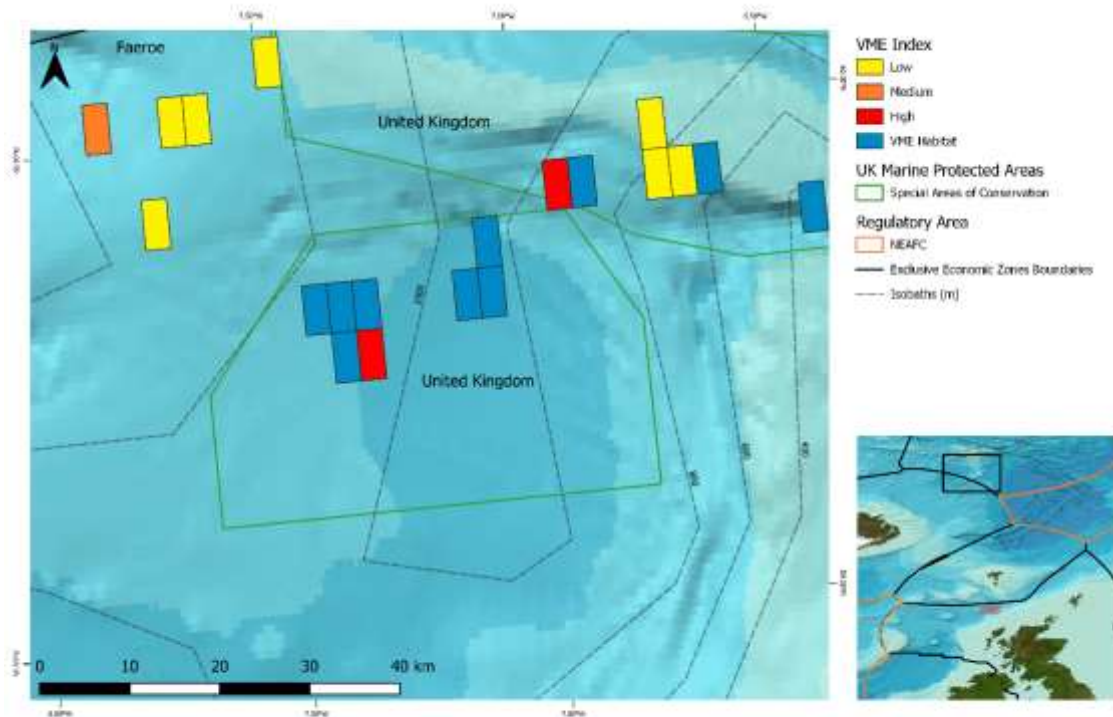 N
Faeroe
United Kingdom
United Kingdom
0 10 20 30 40 km
VME Index
Low
Medium
High
VME Habitat
UK Marine Protected Areas
Special Areas of Conservation
Regulatory Area
NEAFC
Exclusive Economic Zones Boundaries
Isobaths (m)